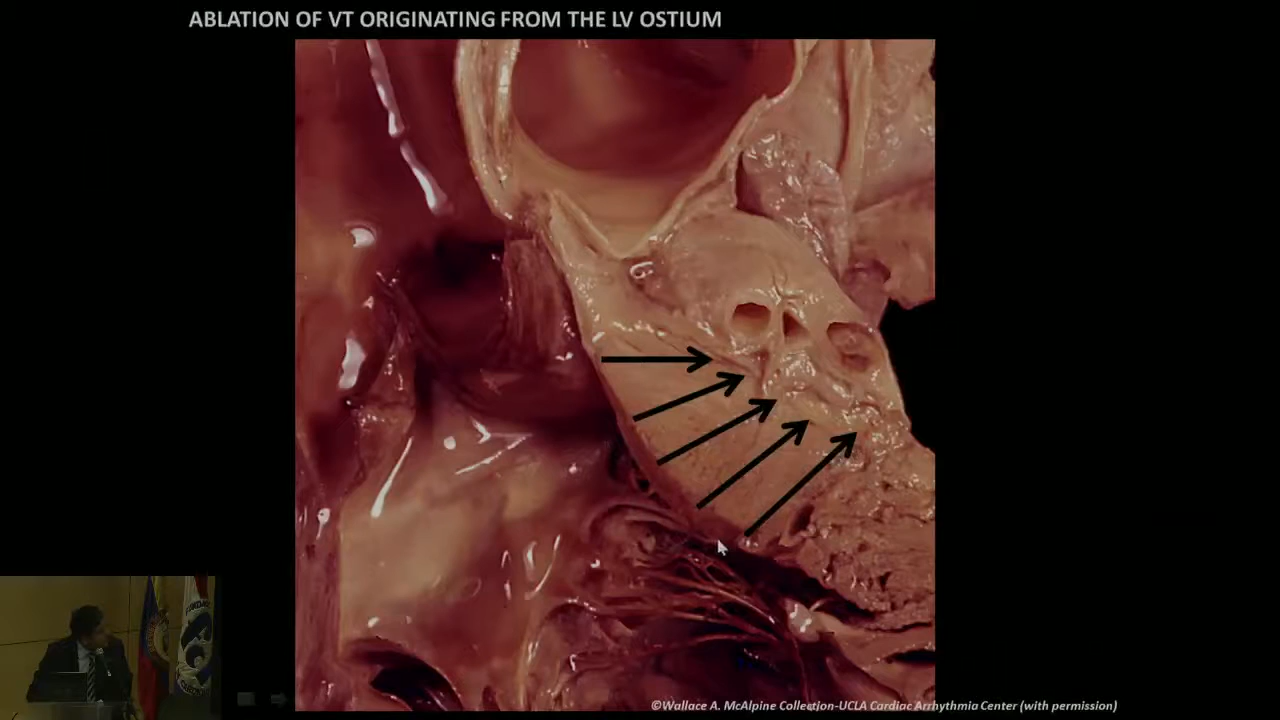 ABLATION OF VT ORIGINATING FROM THE LV OSTIUM
©Wallace A. McAlpine Collection-UCLA Cardiac Arrhythmia Center (with permission)